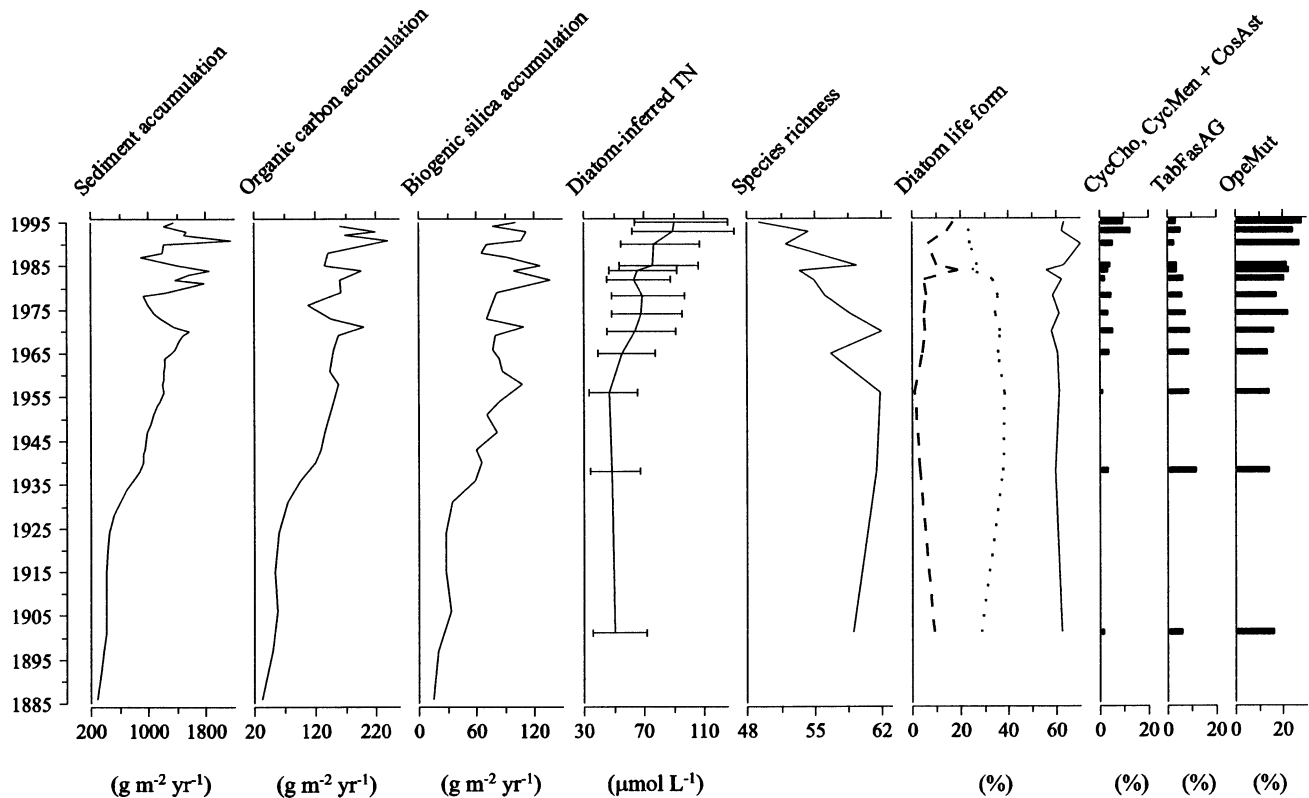 Sediment accumulation
Organic carbon accumulation
Biogenic silica accumulation
Diatom-inferred TN
Species richness
Diatom life form
CycCho, CycMen + CosAst
TabFasAG
OpeMut
1995
1985
1975
1965
1955
1945
1935
1925
1915
1905
1895
1885
200 1000 1800
20 120 220
0 60 120
30 70 110
48 55 62
0 20 40 60
0 20
0 20
0 20
(g m⁻² yr⁻¹)
(g m⁻² yr⁻¹)
(g m⁻² yr⁻¹)
(μmol L⁻¹)
(%)
(%)
(%)
(%)